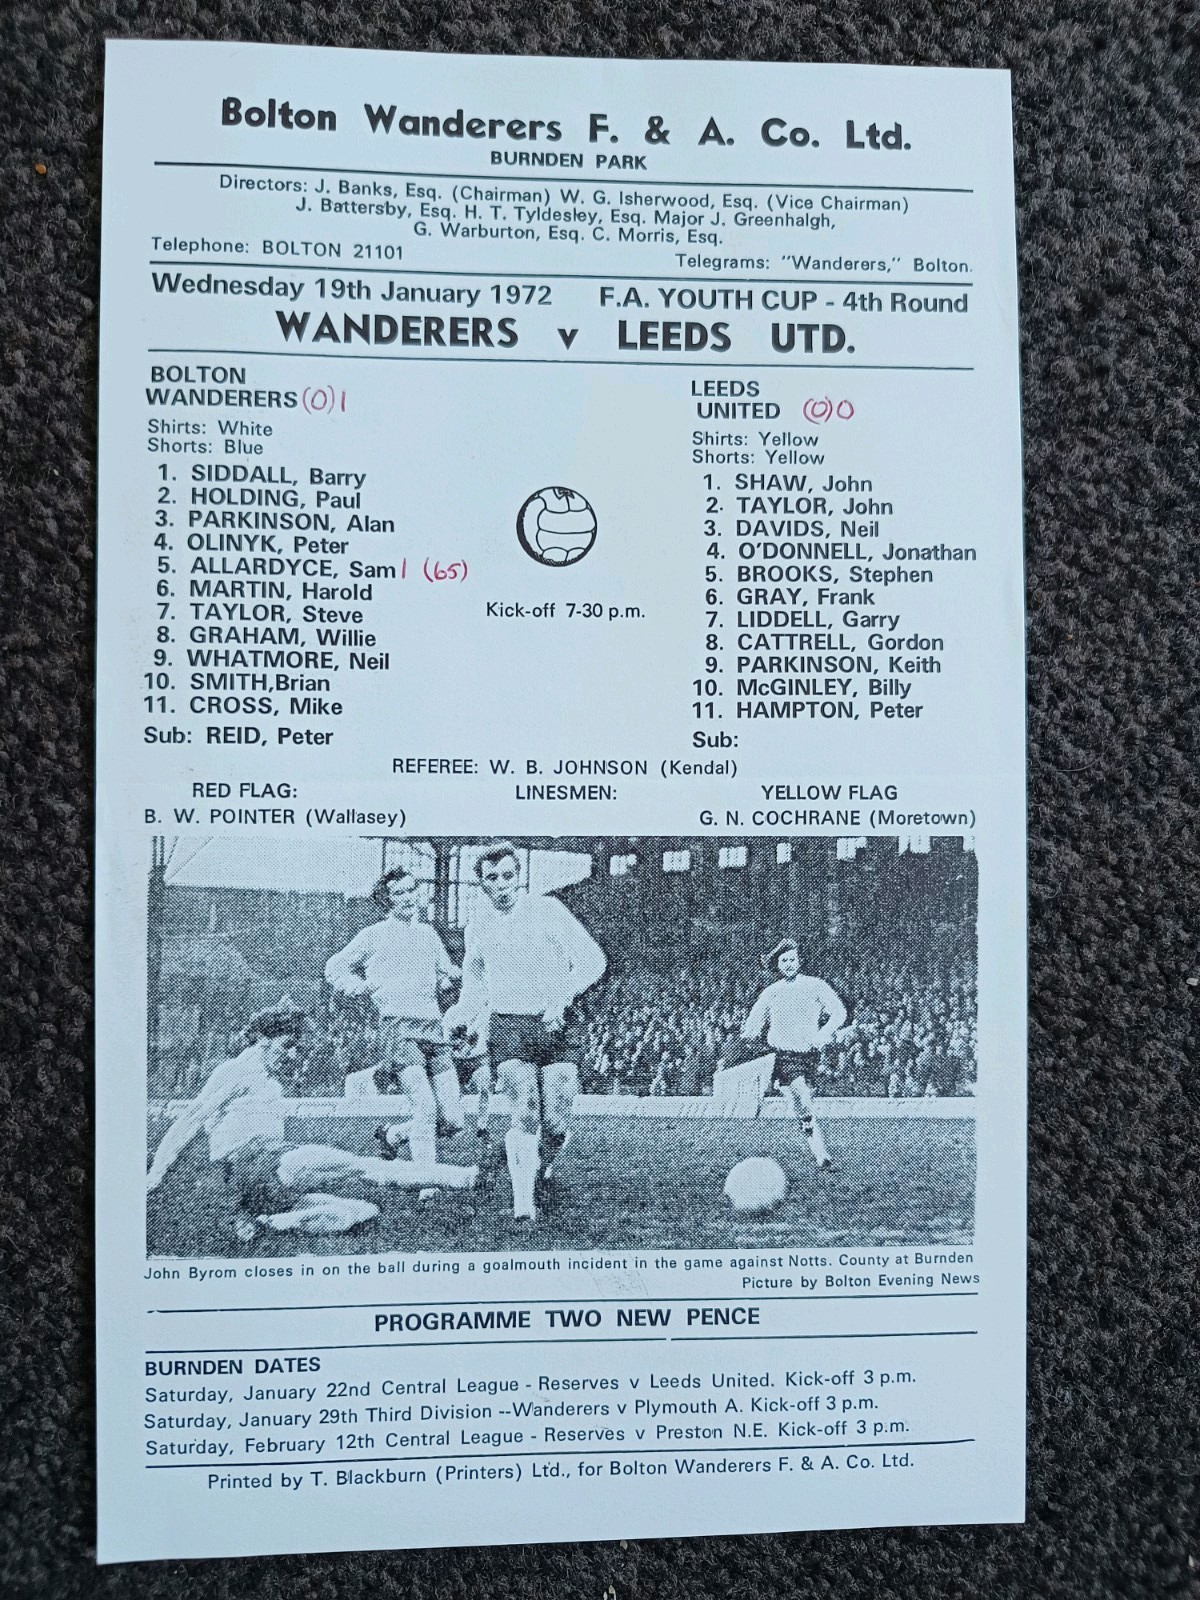 Bolton Wanderers F. & A. Co. Ltd.
BURNDEN PARK
Directors: J. Banks, Esq. (Chairman) W. G. Isherwood, Esq. (Vice Chairman)
J. Battersby, Esq. H. T. Tyldesley, Esq. Major J. Greenhalgh,
G. Warburton, Esq. C. Morris, Esq.
Telephone: BOLTON 21101 Telegrams: "Wanderers," Bolton.
Wednesday 19th January 1972 F.A. YOUTH CUP - 4th Round
WANDERERS v LEEDS UTD.
BOLTON
WANDERERS (0) 1
Shirts: White
Shorts: Blue
1. SIDDALL, Barry
2. HOLDING, Paul
3. PARKINSON, Alan
4. OLINYK, Peter
5. ALLARDYCE, Sam 1 (65)
6. MARTIN, Harold
7. TAYLOR, Steve
8. GRAHAM, Willie
9. WHATMORE, Neil
10. SMITH,Brian
11. CROSS, Mike
Sub: REID, Peter
Kick-off 7-30 p.m.
LEEDS
UNITED (0) 0
Shirts: Yellow
Shorts: Yellow
1. SHAW, John
2. TAYLOR, John
3. DAVIDS, Neil
4. O'DONNELL, Jonathan
5. BROOKS, Stephen
6. GRAY, Frank
7. LIDDELL, Garry
8. CATTRELL, Gordon
9. PARKINSON, Keith
10. McGINLEY, Billy
11. HAMPTON, Peter
Sub:
REFEREE: W. B. JOHNSON (Kendal)
RED FLAG: LINESMEN: YELLOW FLAG
B. W. POINTER (Wallasey) G. N. COCHRANE (Moretown)
John Byrom closes in on the ball during a goalmouth incident in the game against Notts. County at Burnden
Picture by Bolton Evening News
PROGRAMME TWO NEW PENCE
BURNDEN DATES
Saturday, January 22nd Central League - Reserves v Leeds United. Kick-off 3 p.m.
Saturday, January 29th Third Division --Wanderers v Plymouth A. Kick-off 3 p.m.
Saturday, February 12th Central League - Reserves v Preston N.E. Kick-off 3 p.m.
Printed by T. Blackburn (Printers) Ltd., for Bolton Wanderers F. & A. Co. Ltd.